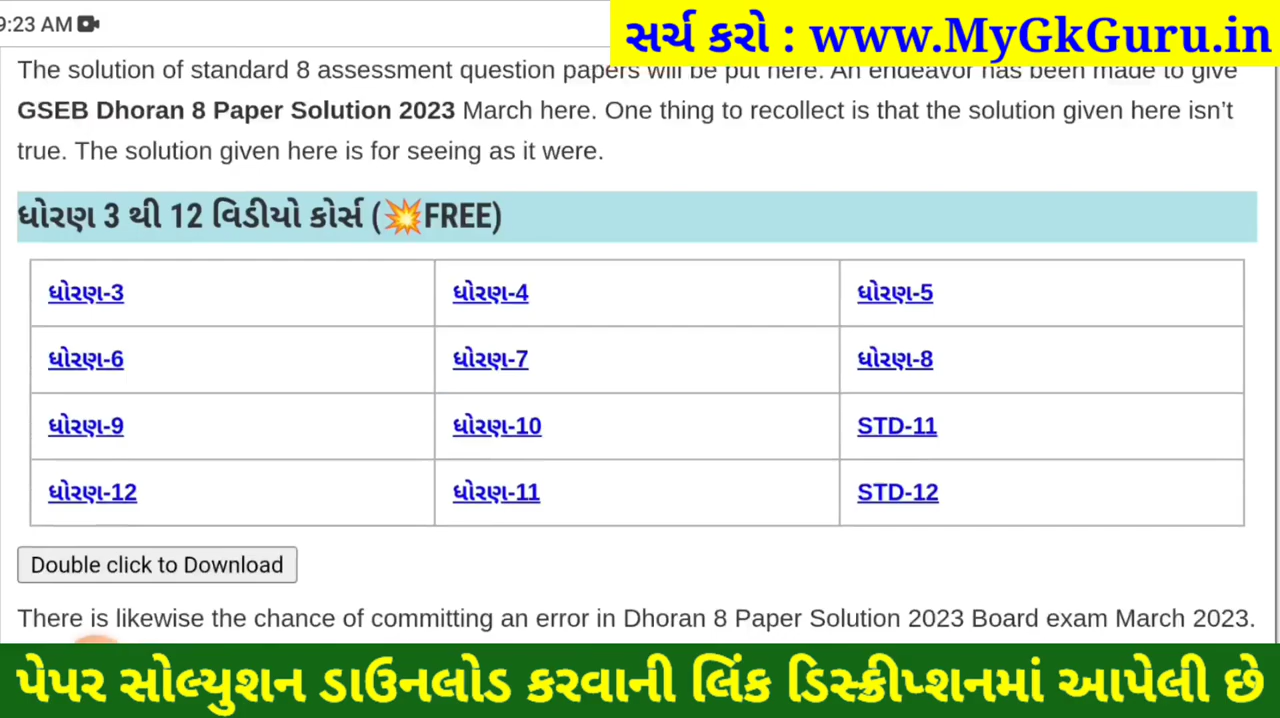 9:23 AM
સર્ચ કરો : www.MyGkGuru.in
The solution of standard 8 assessment question papers will be put here. An endeavor has been made to give
GSEB Dhoran 8 Paper Solution 2023 March here. One thing to recollect is that the solution given here isn't
true. The solution given here is for seeing as it were.
ધોરણ 3 થી 12 વિડીયો કોર્સ (💥FREE)
ધોરણ-3 ધોરણ-4 ધોરણ-5
ધોરણ-6 ધોરણ-7 ધોરણ-8
ધોરણ-9 ધોરણ-10 STD-11
ધોરણ-12 ધોરણ-11 STD-12
Double click to Download
There is likewise the chance of committing an error in Dhoran 8 Paper Solution 2023 Board exam March 2023.
પેપર સોલ્યુશન ડાઉનલોડ કરવાની લિંક ડિસ્ક્રીપ્શનમાં આપેલી છે